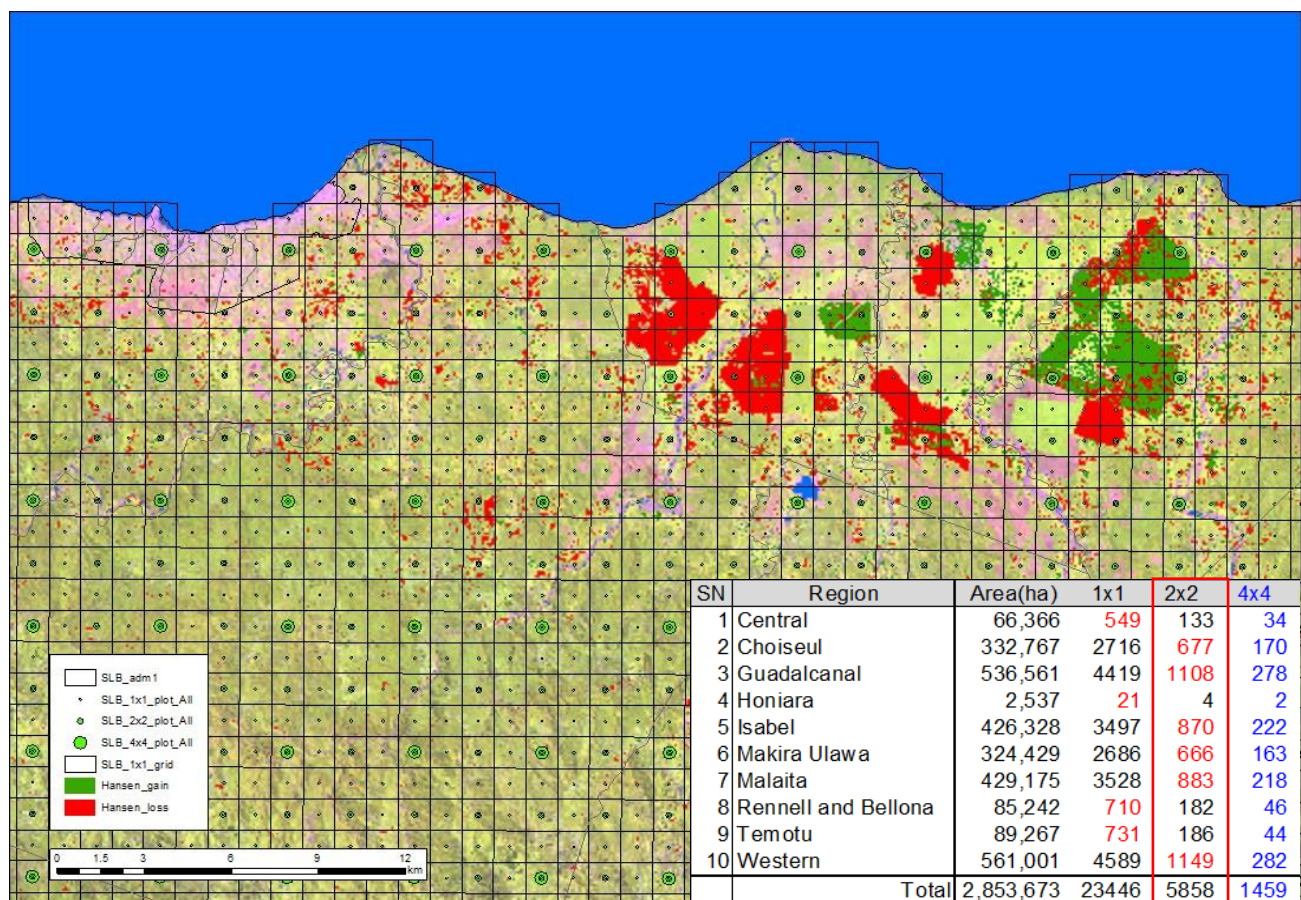 SN Region Area(ha) 1x1 2x2 4x4
1 Central 66,366 549 133 34
2 Choiseul 332,767 2716 677 170
3 Guadalcanal 536,561 4419 1108 278
4 Honiara 2,537 21 4 2
5 Isabel 426,328 3497 870 222
6 Makira Ulawa 324,429 2686 666 163
7 Malaita 429,175 3528 883 218
8 Rennell and Bellona 85,242 710 182 46
9 Temotu 89,267 731 186 44
10 Western 561,001 4589 1149 282
Total 2,853,673 23446 5858 1459
SLB_adm1
SLB_1x1_plot_All
SLB_2x2_plot_All
SLB_4x4_plot_All
SLB_1x1_grid
Hansen_gain
Hansen_loss
0 1.5 3 6 9 12
km